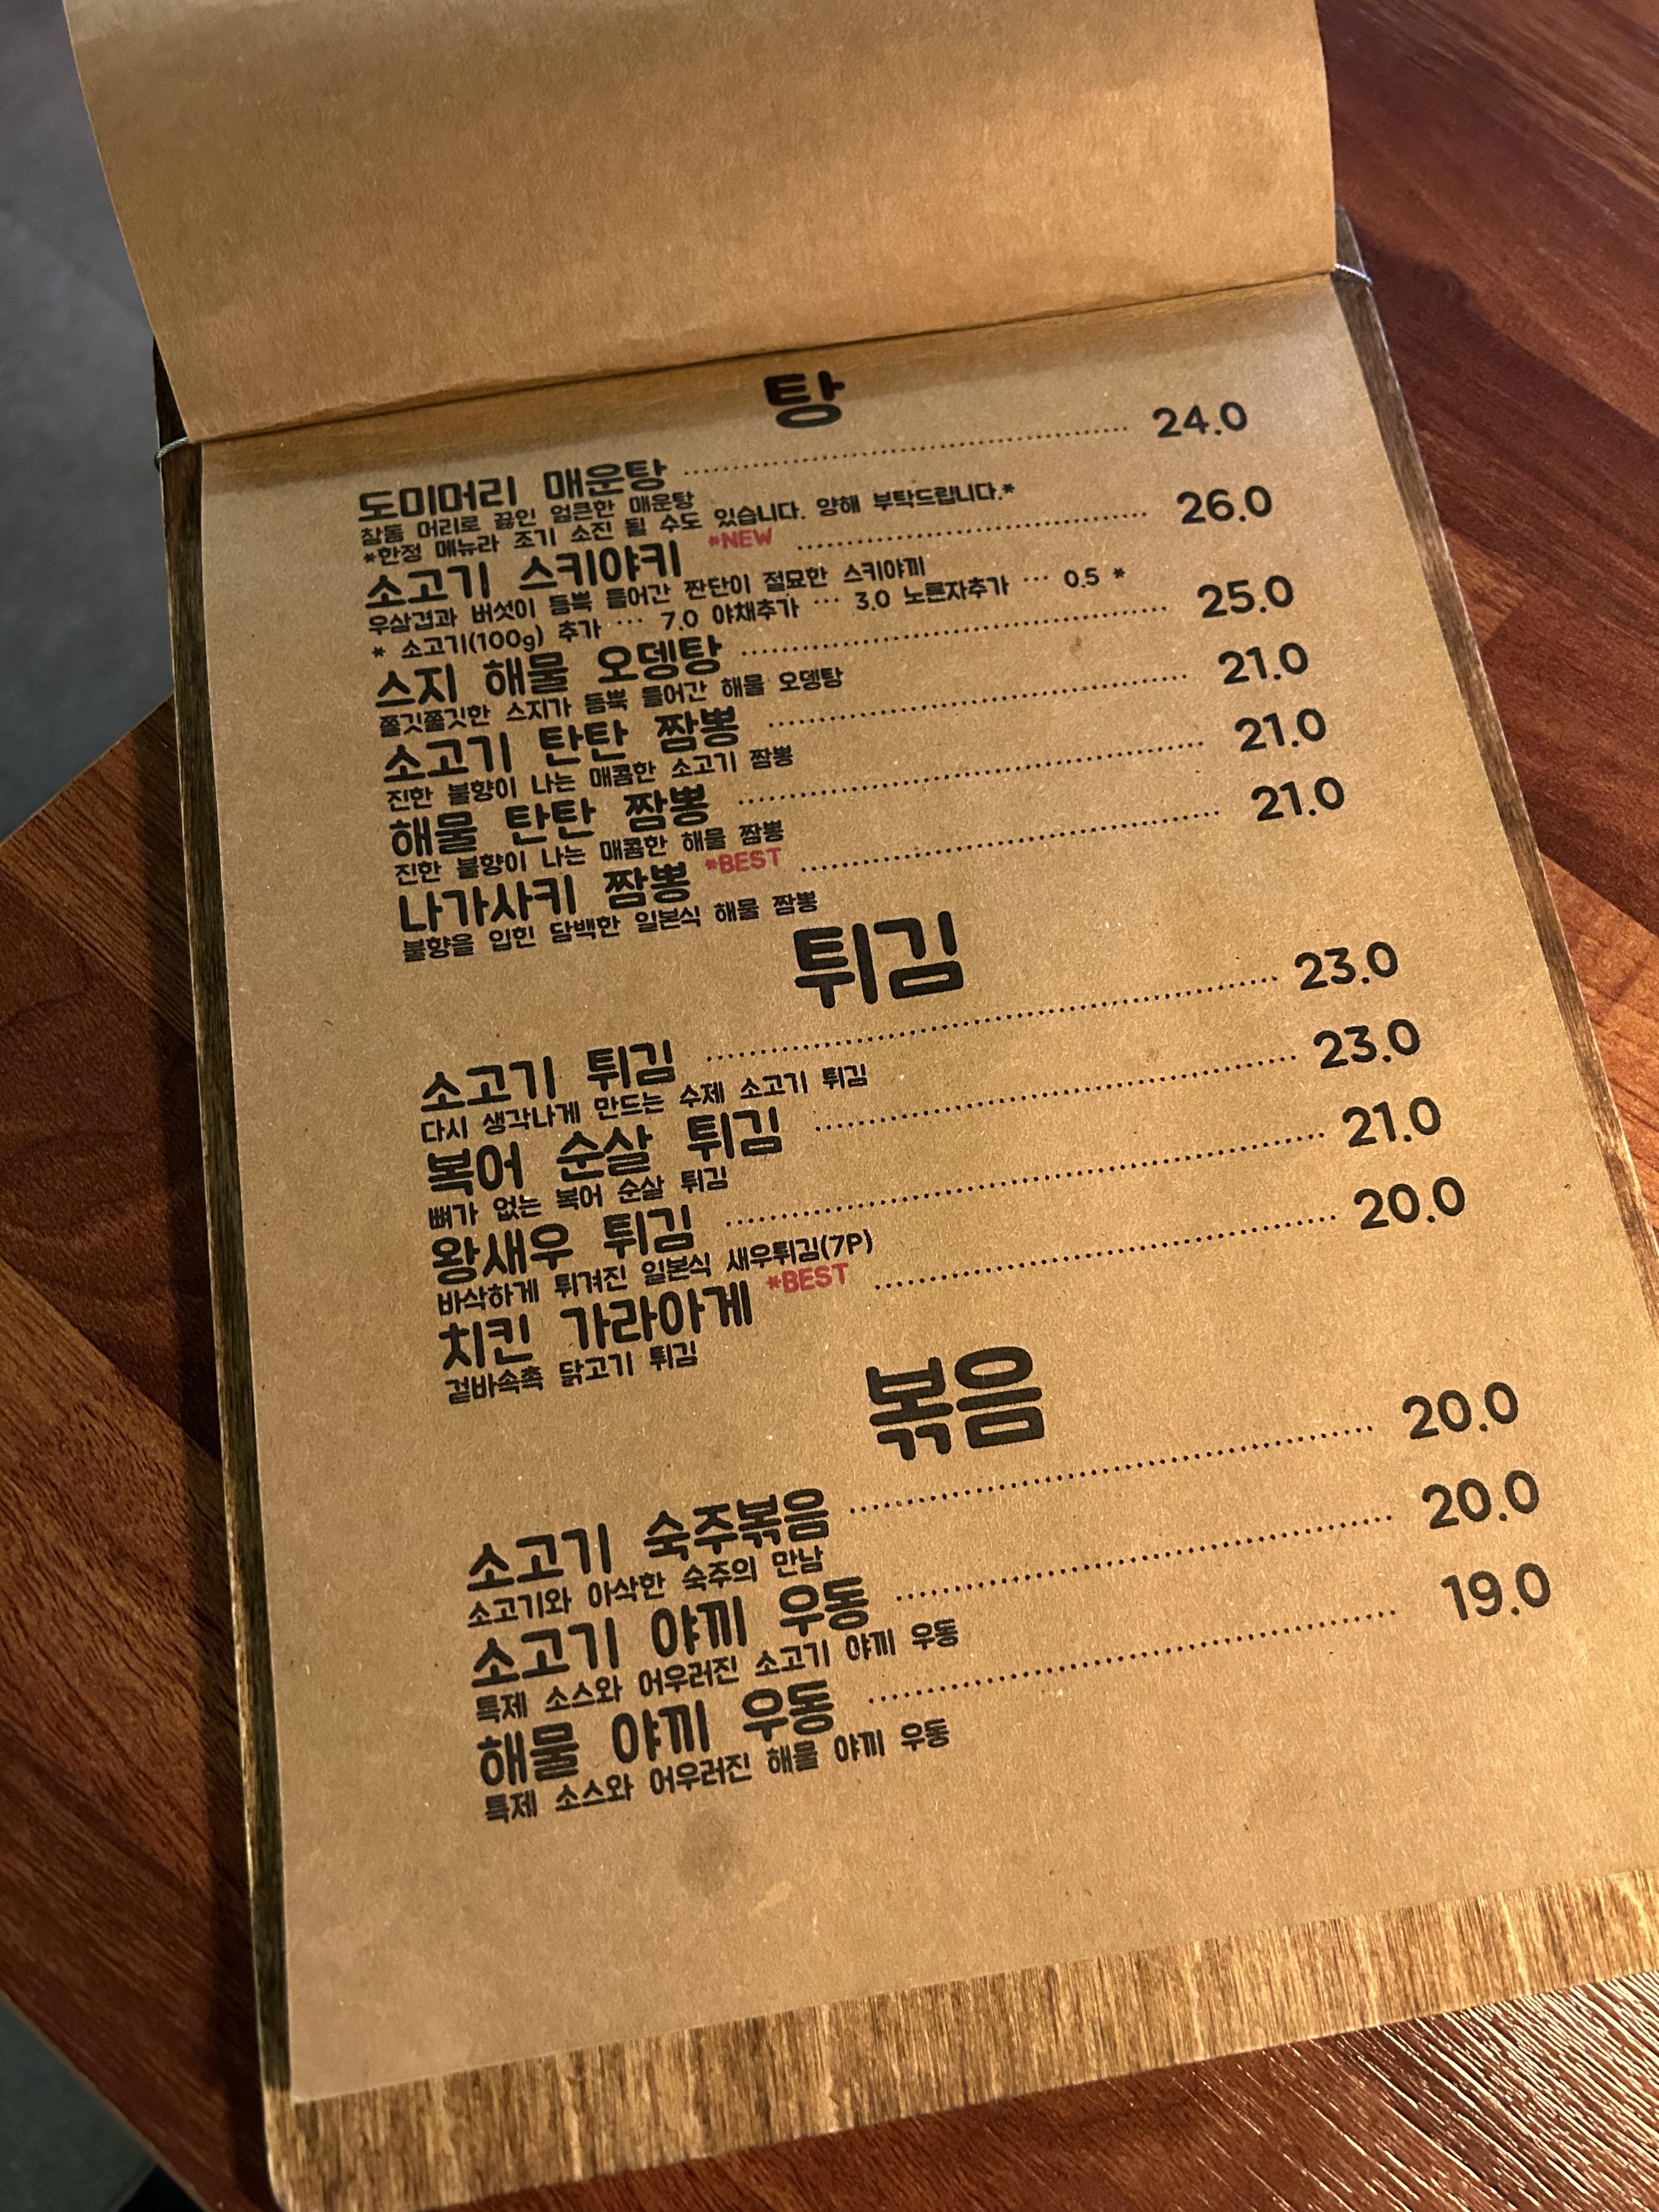 탕
도미머리 매운탕 24.0
참돔 머리로 끓인 얼큰한 매운탕
*한정 메뉴라 조기 소진 될 수도 있습니다. 양해 부탁드립니다.*
소고기 스키야키 *NEW 26.0
우삼겹과 버섯이 듬뿍 들어간 짠단이 절묘한 스키야끼
* 소고기(100g) 추가 ··· 7.0 야채추가 ··· 3.0 노른자추가 ··· 0.5 *
스지 해물 오뎅탕 25.0
쫄깃쫄깃한 스지가 듬뿍 들어간 해물 오뎅탕
소고기 탄탄 짬뽕 21.0
진한 불향이 나는 매콤한 소고기 짬뽕
해물 탄탄 짬뽕 21.0
진한 불향이 나는 매콤한 해물 짬뽕
나가사키 짬뽕 *BEST 21.0
불향을 입힌 담백한 일본식 해물 짬뽕
튀김
소고기 튀김 23.0
다시 생각나게 만드는 수제 소고기 튀김
복어 순살 튀김 23.0
뼈가 없는 복어 순살 튀김
왕새우 튀김 21.0
바삭하게 튀겨진 일본식 새우튀김(7P)
치킨 가라아게 *BEST 20.0
겉바속촉 닭고기 튀김
볶음
소고기 숙주볶음 20.0
소고기와 아삭한 숙주의 만남
소고기 야끼 우동 20.0
특제 소스와 어우러진 소고기 야끼 우동
해물 야끼 우동 19.0
특제 소스와 어우러진 해물 야끼 우동